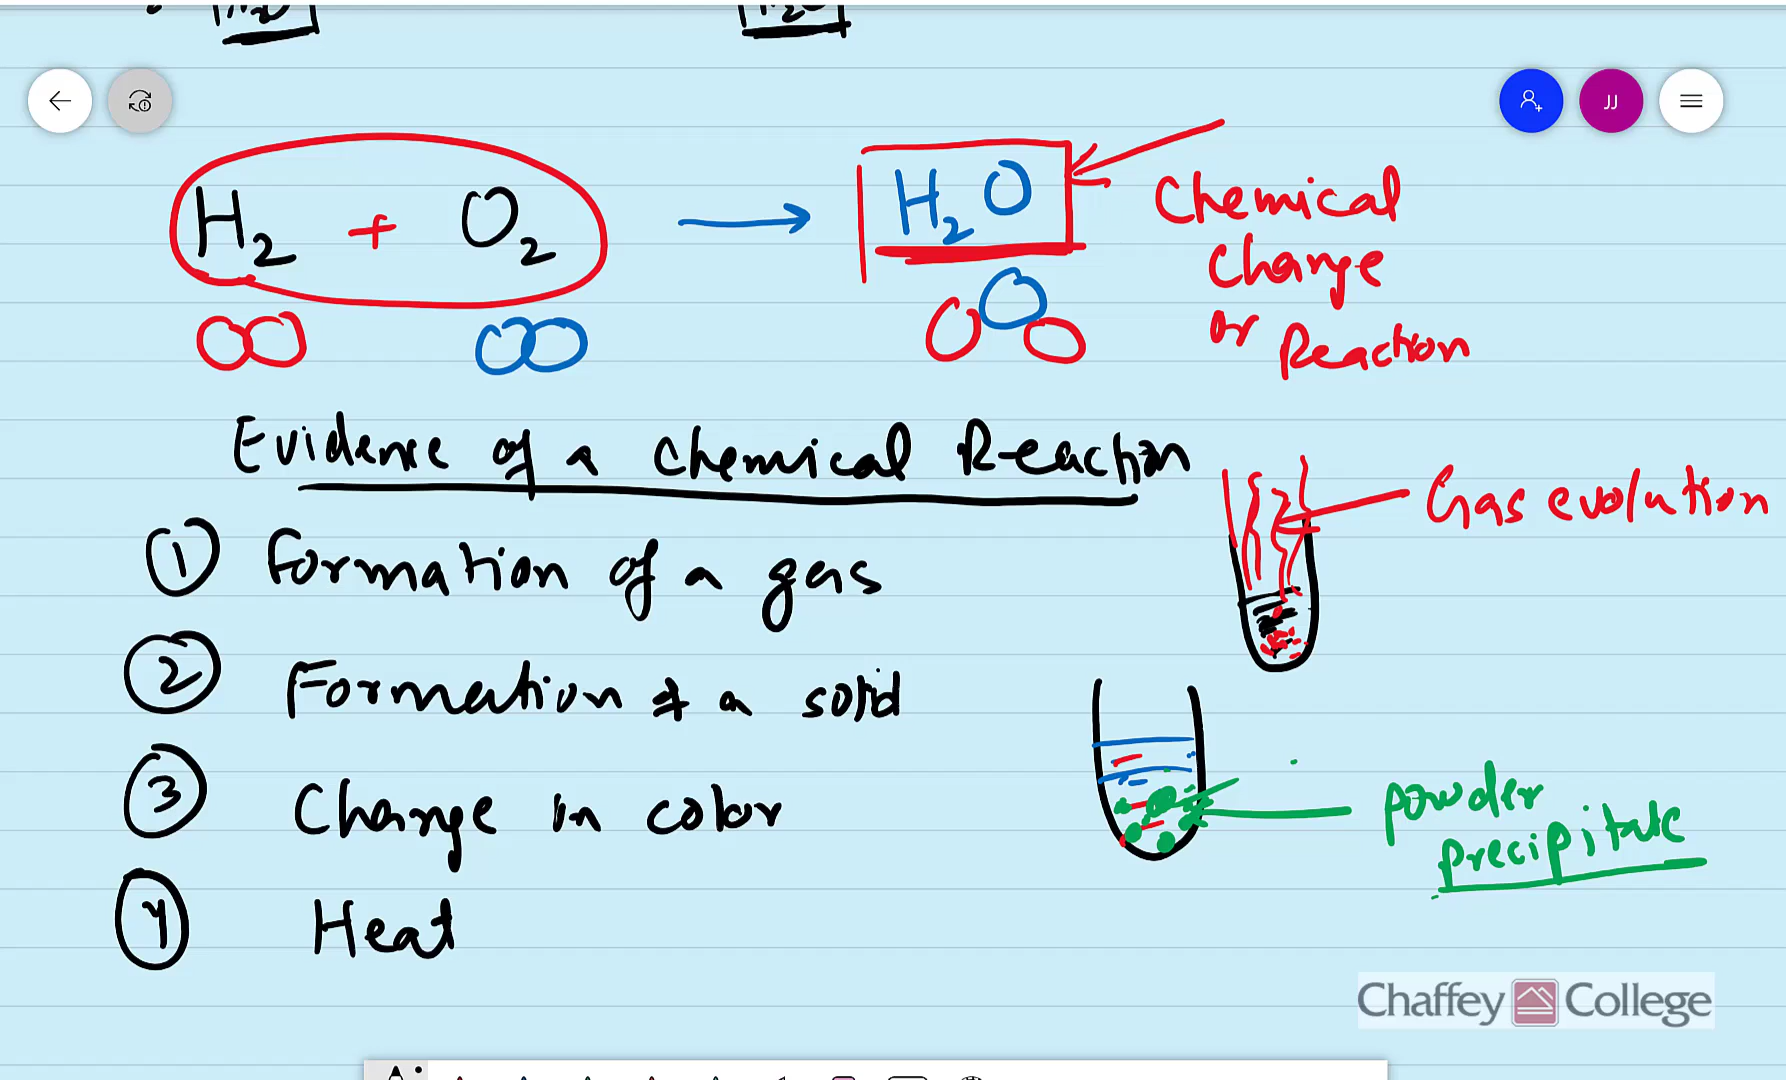 H₂ + O₂ → H₂O
Chemical
Change
or Reaction
JJ
Evidence of a Chemical Reaction
Gas evolution
1 Formation of a gas
2 Formation of a solid
3 Change in color
powder
precipitate
4 Heat
Chaffey College